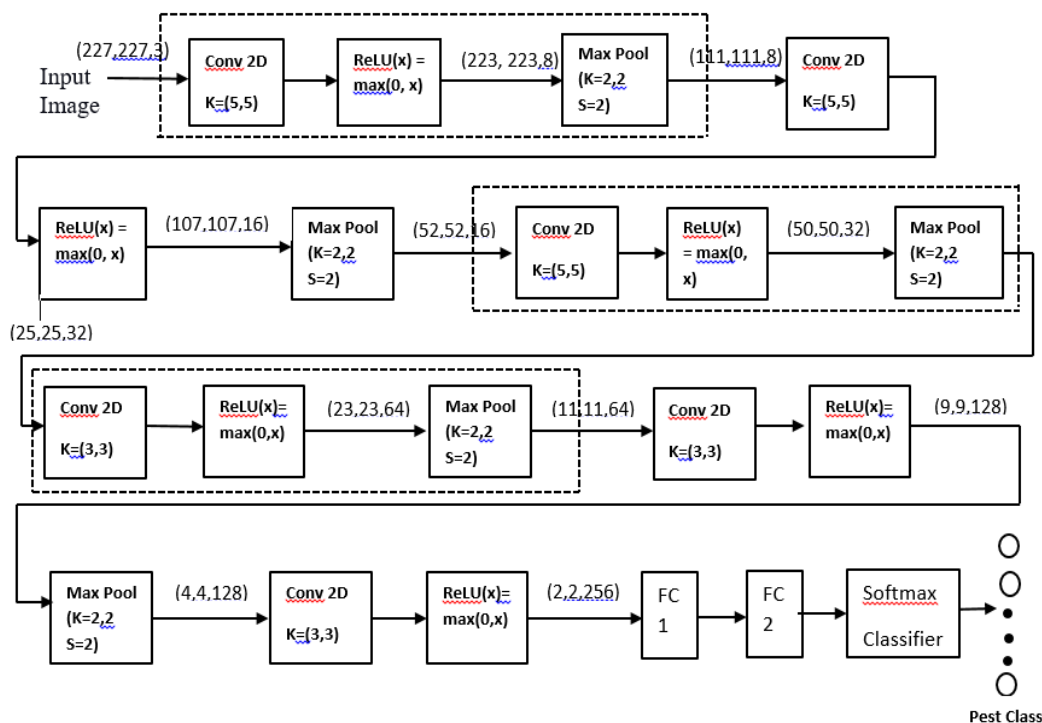 (227,227,3)
Input
Image
Conv 2D
K=(5,5)
ReLU(x) =
max(0, x)
(223, 223,8)
Max Pool
(K=2,2
S=2)
(111,111,8)
Conv 2D
K=(5,5)
ReLU(x) =
max(0, x)
(107,107,16)
Max Pool
(K=2,2
S=2)
(52,52,16)
Conv 2D
K=(5,5)
ReLU(x)
= max(0,
x)
(50,50,32)
Max Pool
(K=2,2
S=2)
(25,25,32)
Conv 2D
K=(3,3)
ReLU(x)=
max(0,x)
(23,23,64)
Max Pool
(K=2,2
S=2)
(11,11,64)
Conv 2D
K=(3,3)
ReLU(x)=
max(0,x)
(9,9,128)
Max Pool
(K=2,2
S=2)
(4,4,128)
Conv 2D
K=(3,3)
ReLU(x)=
max(0,x)
(2,2,256)
FC
1
FC
2
Softmax
Classifier
Pest Class